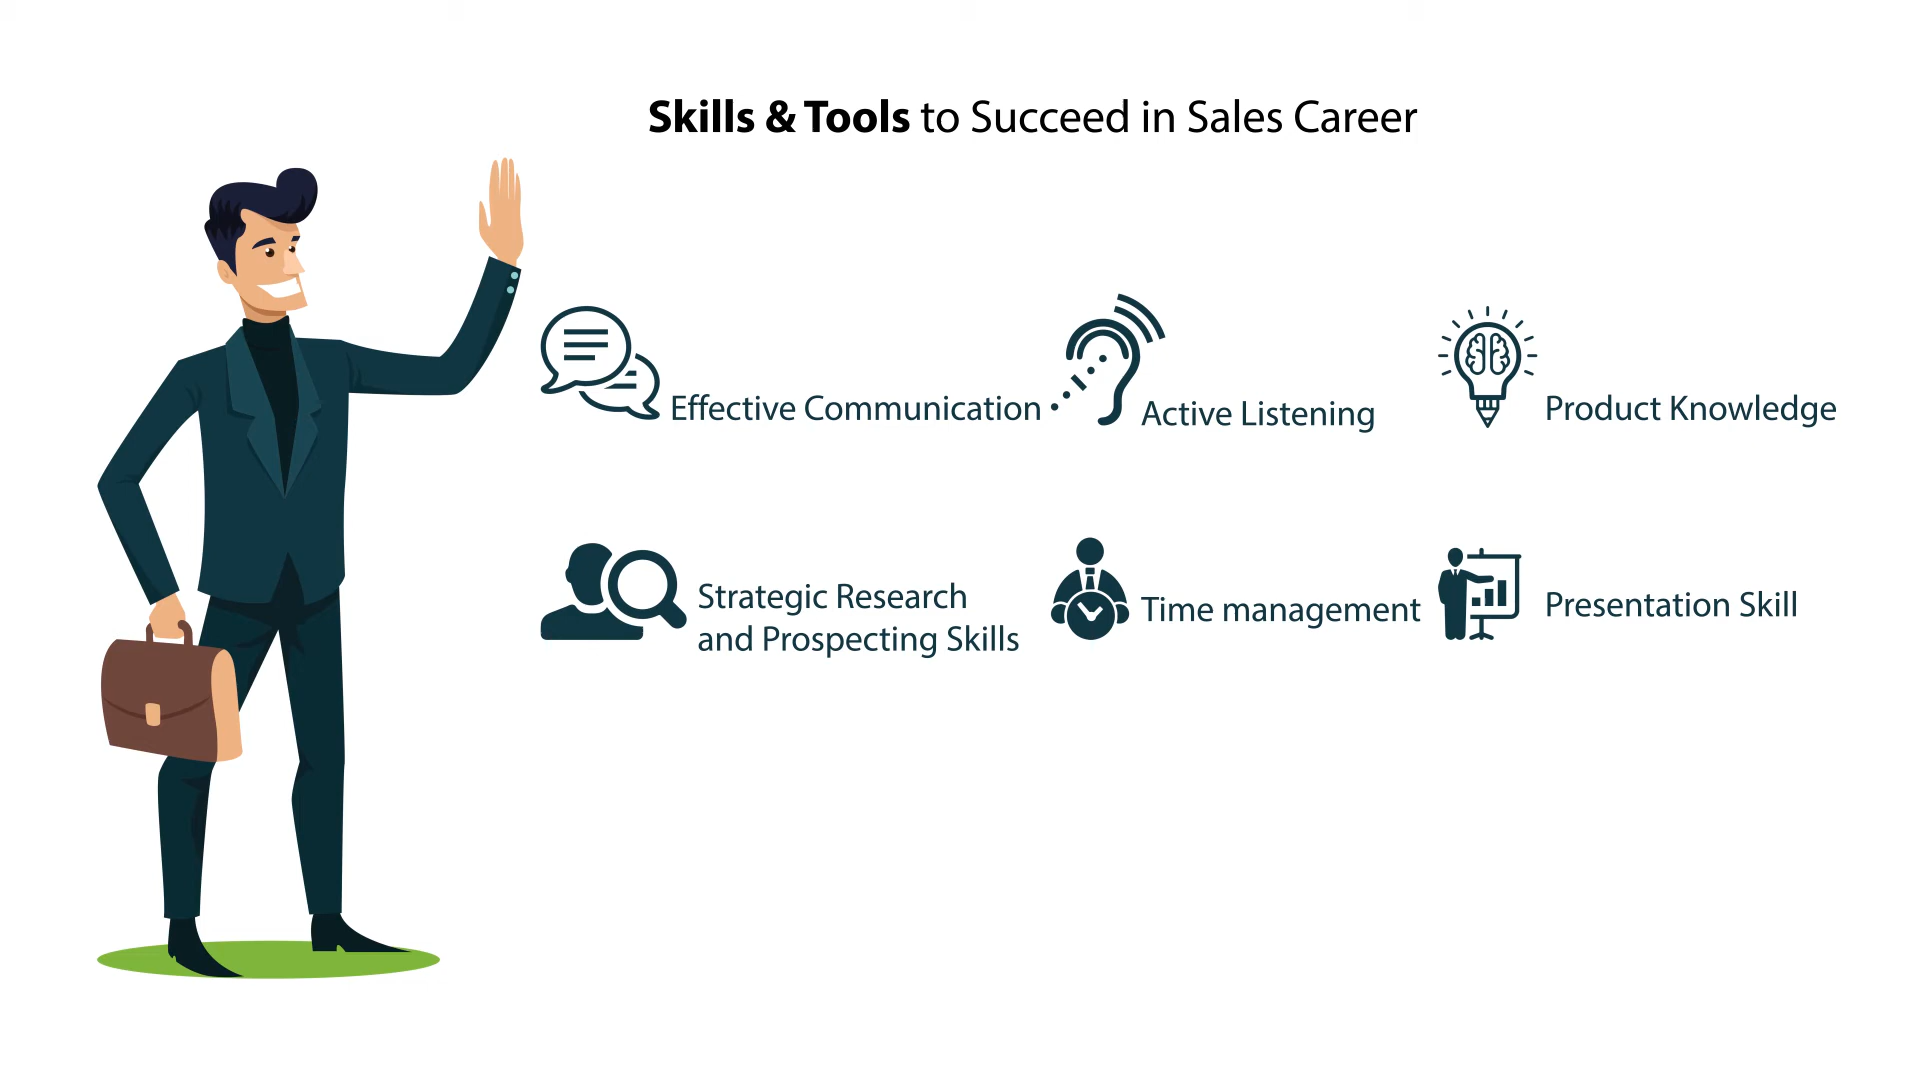 Skills & Tools to Succeed in Sales Career
Effective Communication
Active Listening
Product Knowledge
Strategic Research
and Prospecting Skills
Time management
Presentation Skill